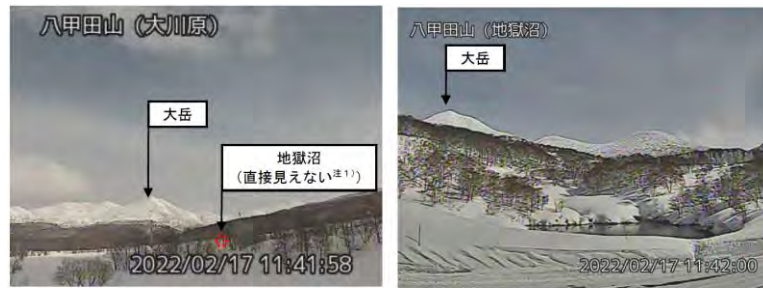 八甲田山(大川原)
大岳
地獄沼
(直接見えない注1))
2022/02/17 11:41:58
八甲田山(地獄沼)
大岳
2022/02/17 11:42:00